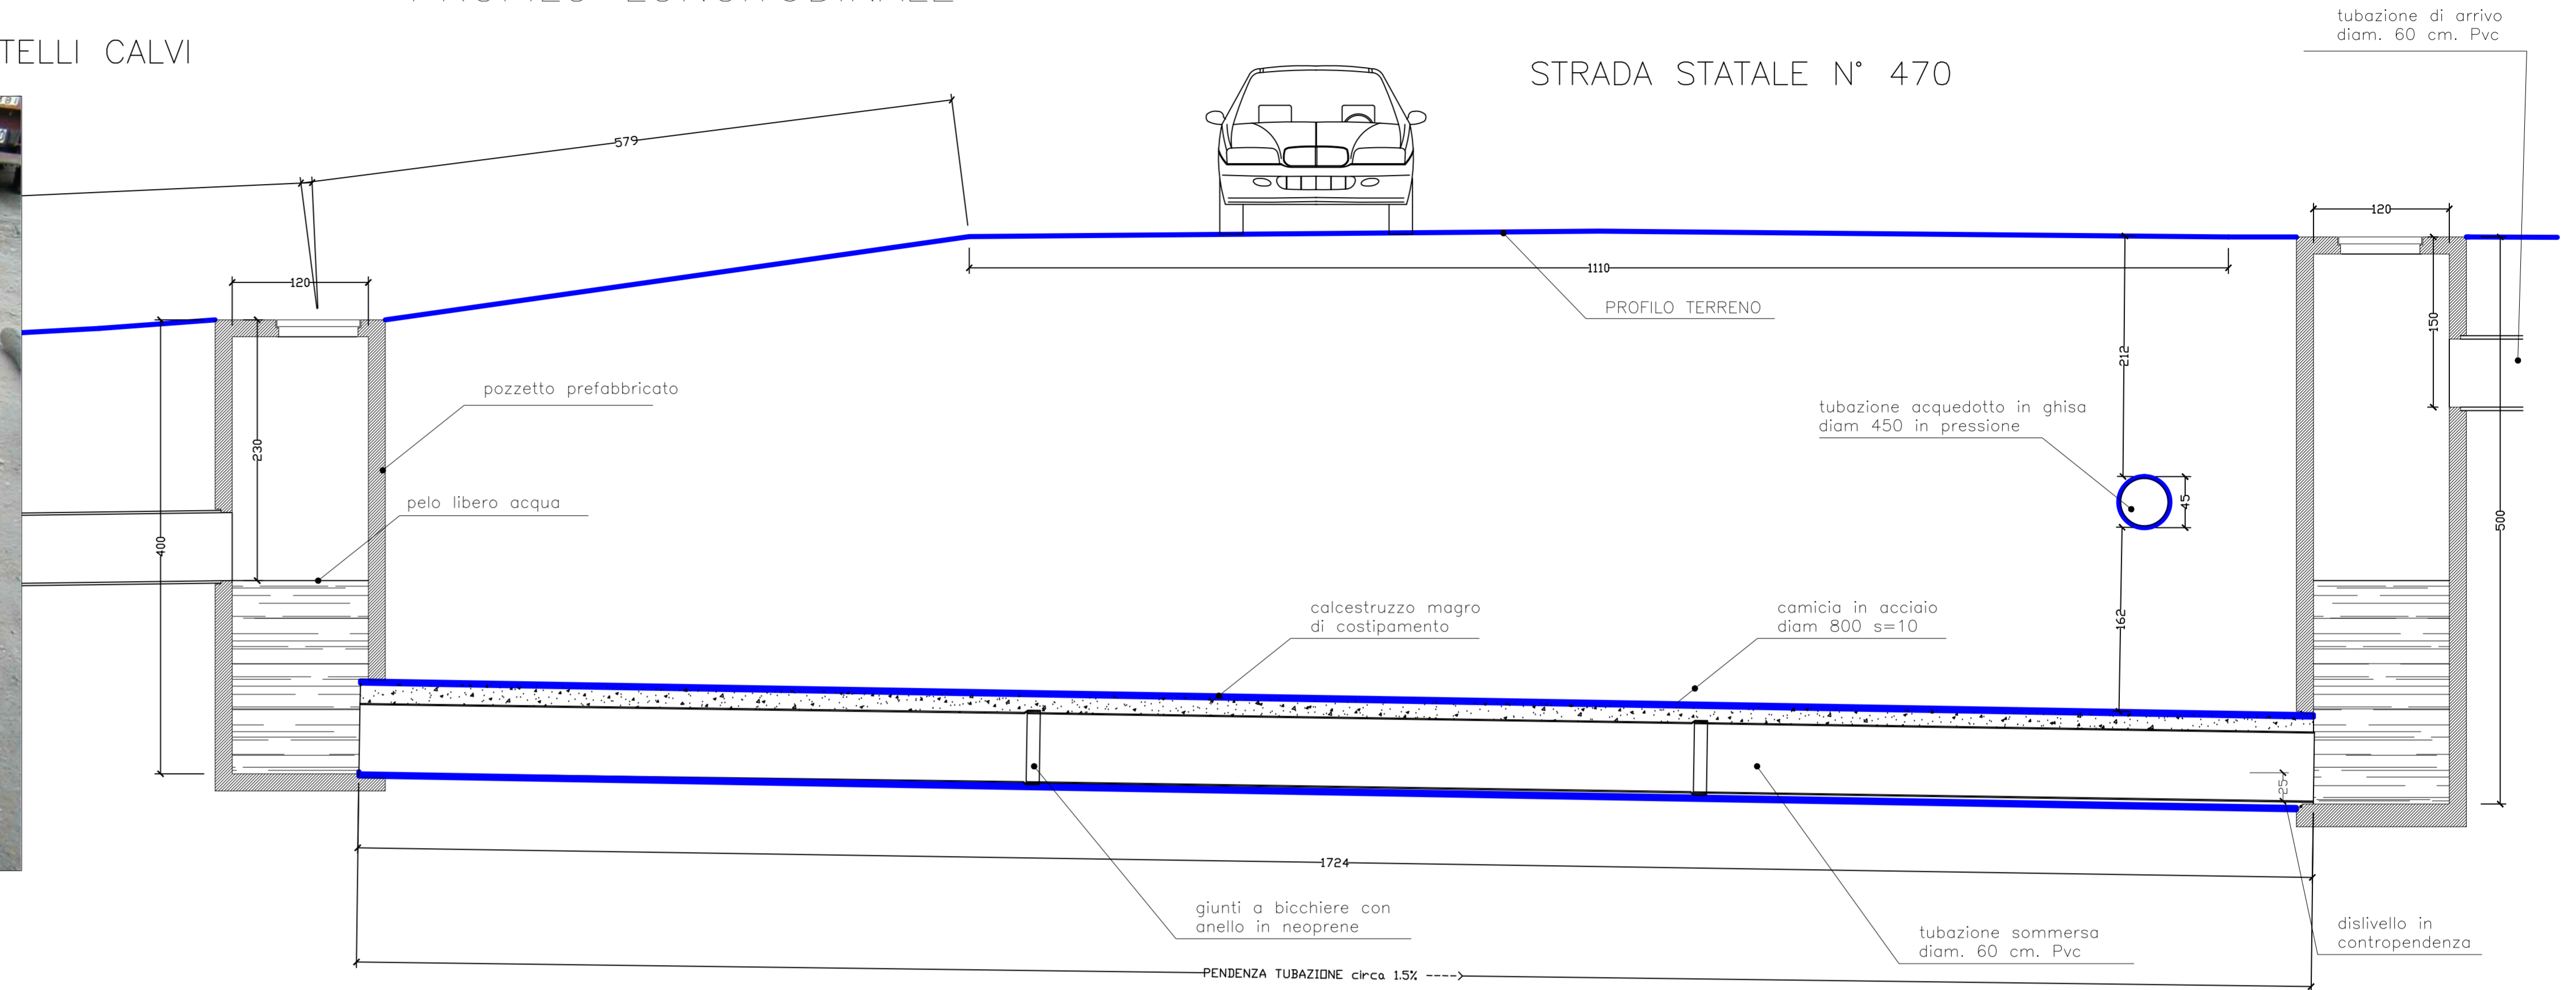 TELLI CALVI
STRADA STATALE N° 470
tubazione di arrivo
diam. 60 cm. Pvc
579
120
120
1110
PROFILO TERRENO
150
212
pozzetto prefabbricato
tubazione acquedotto in ghisa
diam 450 in pressione
230
pelo libero acqua
45
500
400
calcestruzzo magro
di costipamento
camicia in acciaio
diam 800 s=10
162
25
1724
giunti a bicchiere con
anello in neoprene
tubazione sommersa
diam. 60 cm. Pvc
dislivello in
contropendenza
PENDENZA TUBAZIONE circa 1.5% ---->